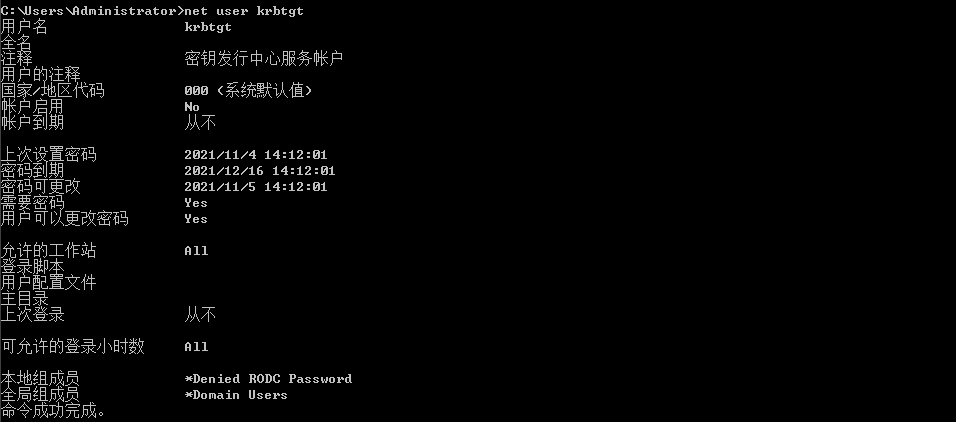 C:\Users\Administrator>net user krbtgt
用户名 krbtgt
全名
注释 密钥发行中心服务帐户
用户的注释
国家/地区代码 000 (系统默认值)
帐户启用 No
帐户到期 从不
上次设置密码 2021/11/4 14:12:01
密码到期 2021/12/16 14:12:01
密码可更改 2021/11/5 14:12:01
需要密码 Yes
用户可以更改密码 Yes
允许的工作站 All
登录脚本
用户配置文件
主目录
上次登录 从不
可允许的登录小时数 All
本地组成员 *Denied RODC Password
全局组成员 *Domain Users
命令成功完成。